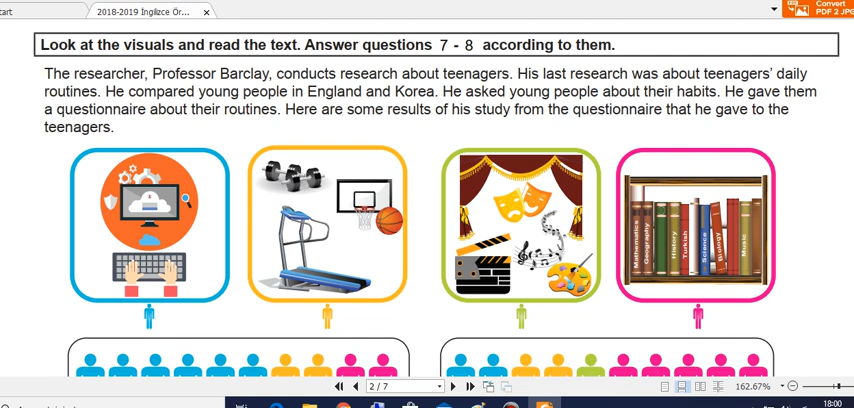 tart
2018-2019 İngilizce Ör... ×
Convert
PDF 2 JPG
Look at the visuals and read the text. Answer questions 7 - 8 according to them.
The researcher, Professor Barclay, conducts research about teenagers. His last research was about teenagers’ daily
routines. He compared young people in England and Korea. He asked young people about their habits. He gave them
a questionnaire about their routines. Here are some results of his study from the questionnaire that he gave to the
teenagers.
Mathematics
Geography
History
Turkish
Science
Biology
Music
2 / 7
162.67%
18:00